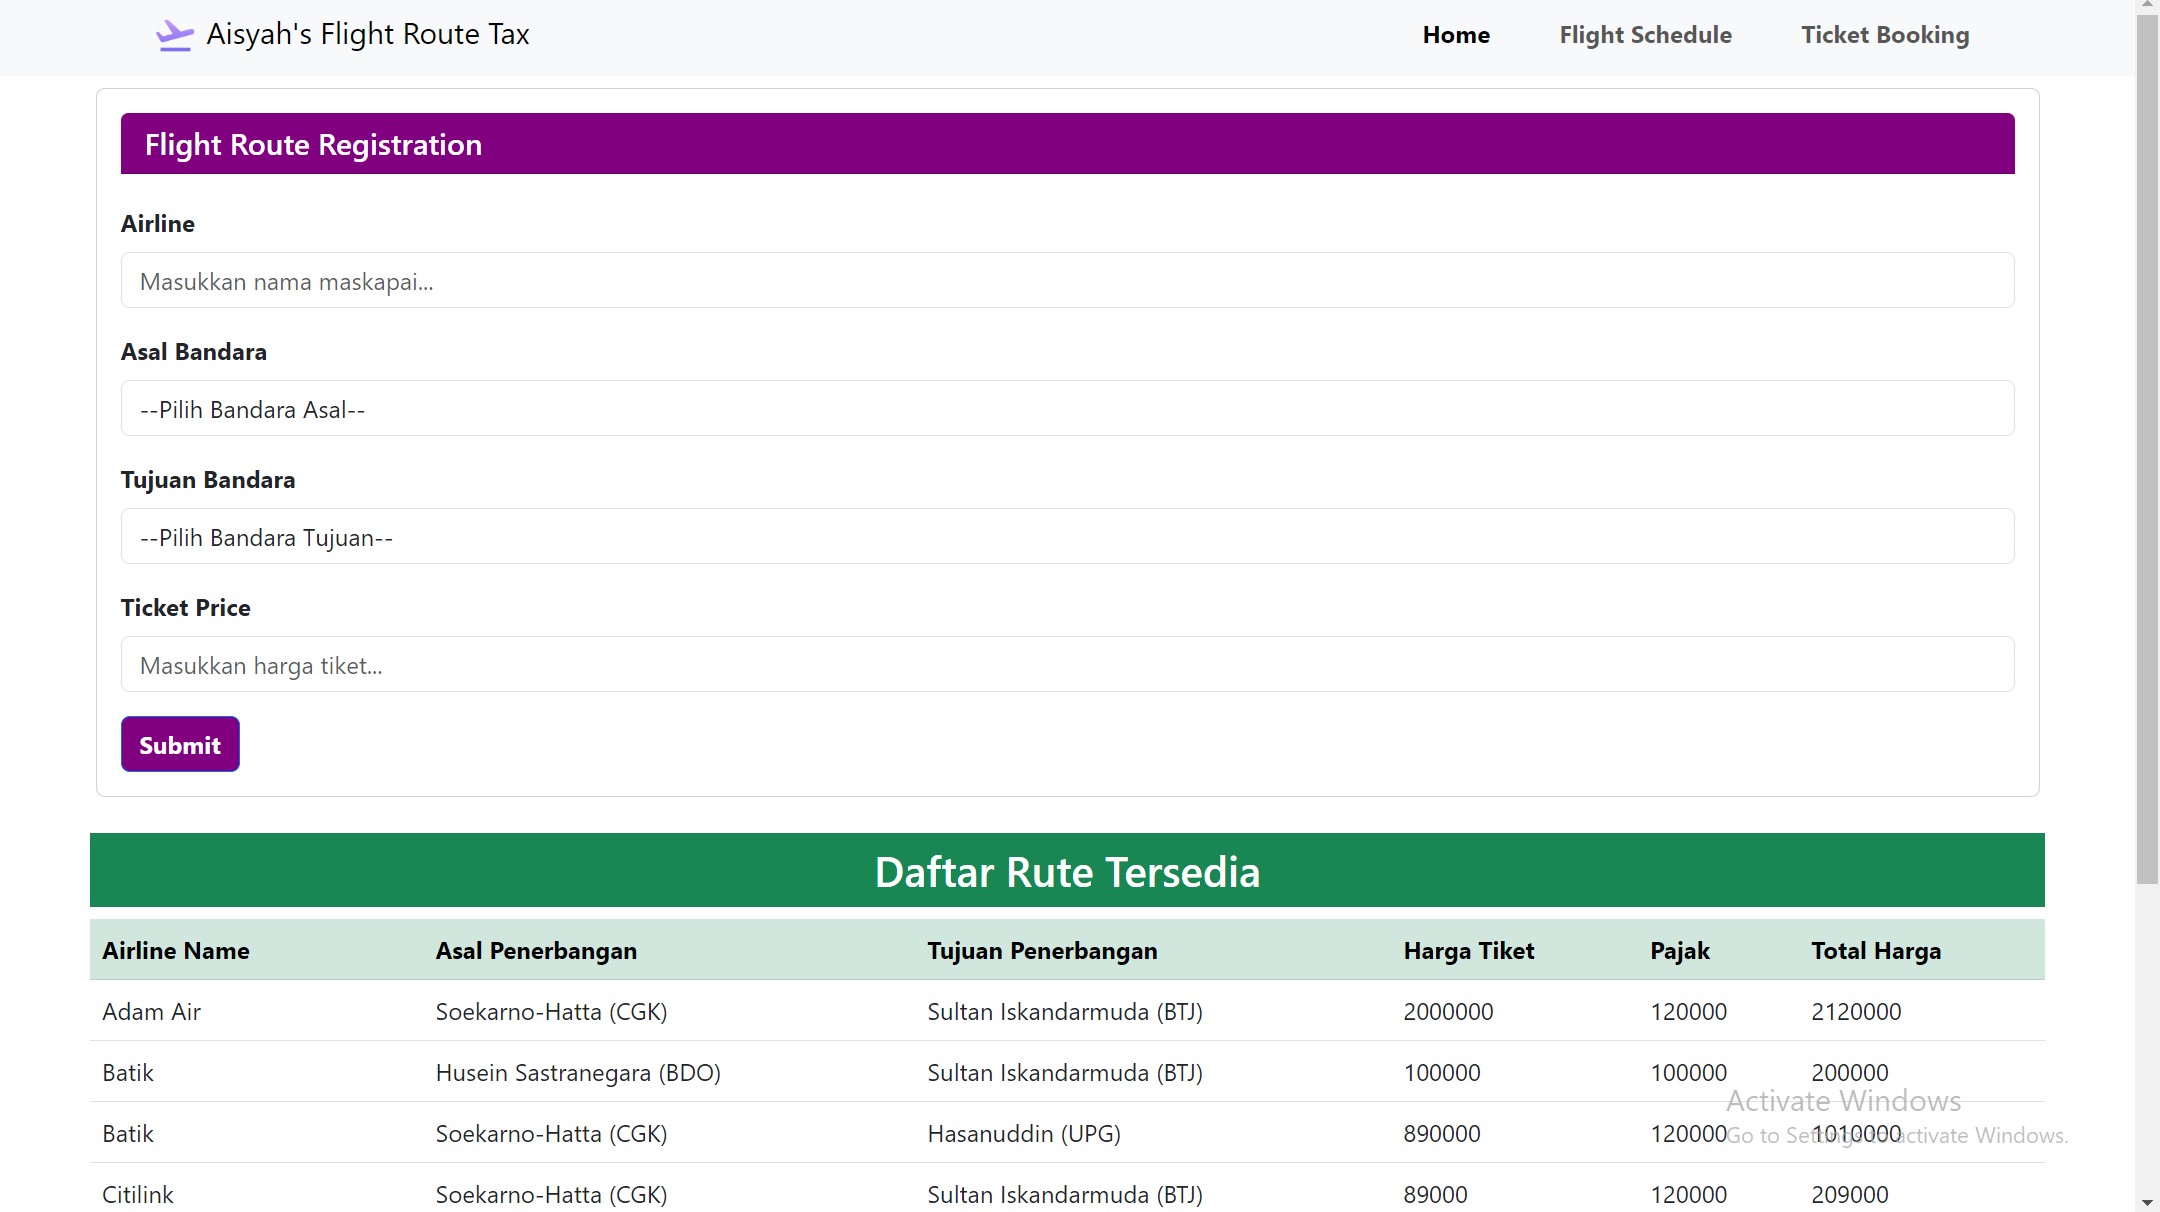 Aisyah's Flight Route Tax Home Flight Schedule Ticket Booking
Flight Route Registration
Airline
Masukkan nama maskapai...
Asal Bandara
--Pilih Bandara Asal--
Tujuan Bandara
--Pilih Bandara Tujuan--
Ticket Price
Masukkan harga tiket...
Submit
Daftar Rute Tersedia
Airline Name Asal Penerbangan Tujuan Penerbangan Harga Tiket Pajak Total Harga
Adam Air Soekarno-Hatta (CGK) Sultan Iskandarmuda (BTJ) 2000000 120000 2120000
Batik Husein Sastranegara (BDO) Sultan Iskandarmuda (BTJ) 100000 100000 200000
Activate Windows
Batik Soekarno-Hatta (CGK) Hasanuddin (UPG) 890000 120000 1010000
Go to Settings to activate Windows.
Citilink Soekarno-Hatta (CGK) Sultan Iskandarmuda (BTJ) 89000 120000 209000